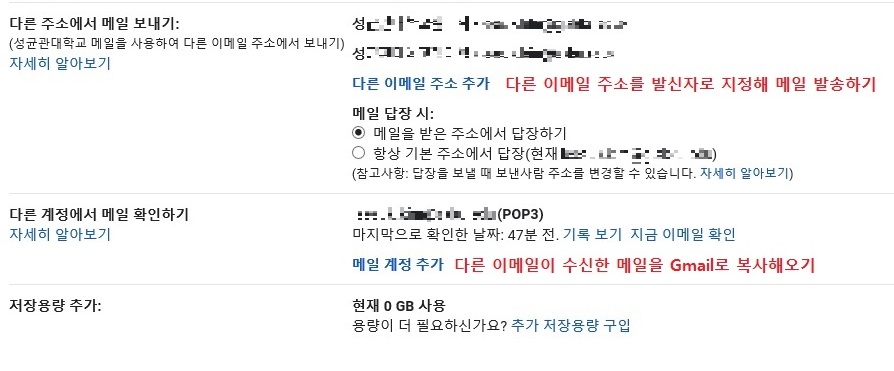 다른 주소에서 메일 보내기:
(성균관대학교 메일을 사용하여 다른 이메일 주소에서 보내기)
자세히 알아보기
성
성
다른 이메일 주소 추가 다른 이메일 주소를 발신자로 지정해 메일 발송하기
메일 답장 시:
메일을 받은 주소에서 답장하기
항상 기본 주소에서 답장(현재 )
(참고사항: 답장을 보낼 때 보낸사람 주소를 변경할 수 있습니다. 자세히 알아보기)
다른 계정에서 메일 확인하기
자세히 알아보기
(POP3)
마지막으로 확인한 날짜: 47분 전. 기록 보기 지금 이메일 확인
메일 계정 추가 다른 이메일이 수신한 메일을 Gmail로 복사해오기
저장용량 추가:
현재 0 GB 사용
용량이 더 필요하신가요? 추가 저장용량 구입